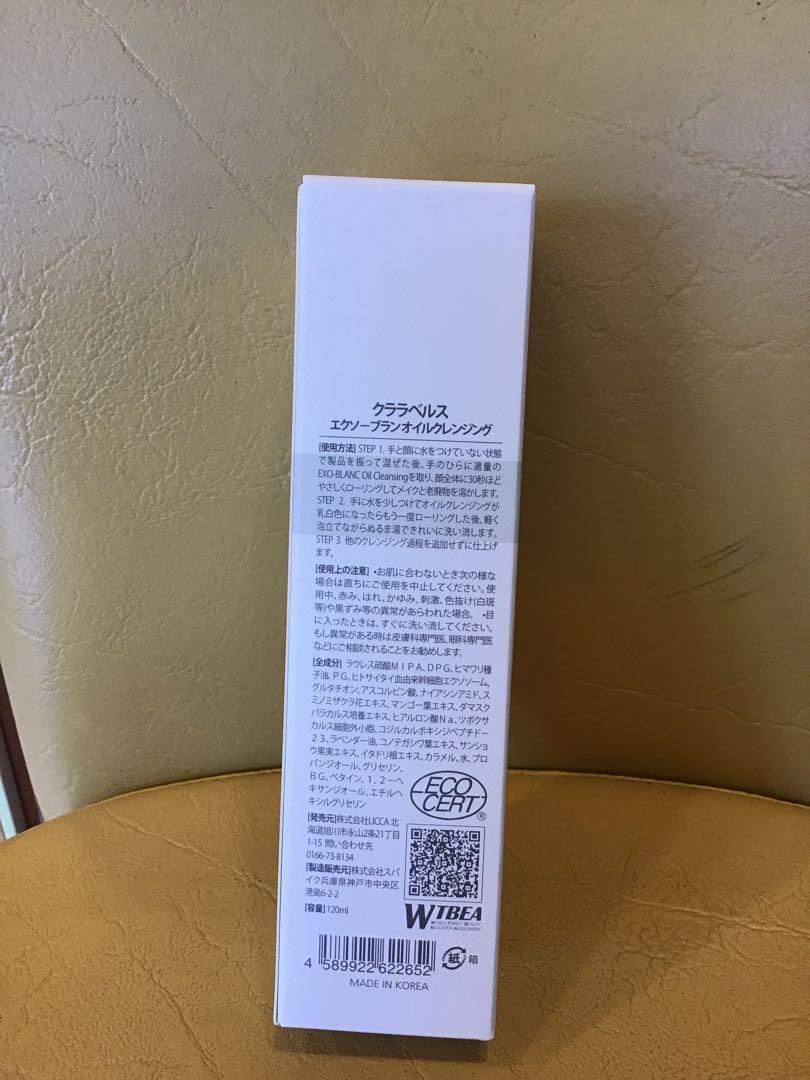 クララベルス
エクソーブラン オイルクレンジング
[使用方法] STEP 1. 手と顔に水をつけていない状態
で製品を振って混ぜた後、手のひらに適量の
EXO-BLANC Oil Cleansingを取り、顔全体に30秒ほど
やさしくローリングしてメイクと老廃物を溶かします。
STEP 2. 手に水を少しつけてオイルクレンジングが
乳白色になったらもう一度ローリングした後、軽く
泡立てながらぬるま湯できれいに洗い流します。
STEP 3. 他のクレンジング過程を追加せずに仕上げ
ます。
[使用上の注意] •お肌に合わないとき次の様な
場合は直ちにご使用を中止してください。使
用中、赤み、はれ、かゆみ、刺激、色抜け(白斑
等)や黒ずみ等の異常があらわれた場合。 •目
に入ったときは、すぐに洗い流してください。
もし異常がある時は皮膚科専門医、眼科専門医
などにご相談されることをお勧めします。
[全成分] ラウレス硫酸MIPA、DPG、ヒマワリ種
子油、PG、ヒトサイタイ血由来幹細胞エクソソーム、
グルタチオン、アスコルビン酸、ナイアシンアミド、ス
ミノミザクラ花エキス、マンゴー葉エキス、ダマスク
バラカルス培養エキス、ヒアルロン酸Na、ツボクサ
カルス細胞外小胞、コジルカルボキシジペプチドー
23、ラベンダー油、コノテガシワ葉エキス、サンショ
ウ果実エキス、イタドリ根エキス、カラメル、水、プロ
パンジオール、グリセリン、
BG、ベタイン、1,2ーヘ
キサンジオール、エチルヘ
キシルグリセリン
ECO
CERT
®
[発売元]株式会社UCCA 北
海道旭川市永山2条21丁目
1-15 問い合わせ先
0166-73-8134
[製造販売元]株式会社スパ
イク兵庫県神戸市中央区
港島6-2-2
[容量] 120ml
WTBEA
4 589922 622652
紙 箱
MADE IN KOREA